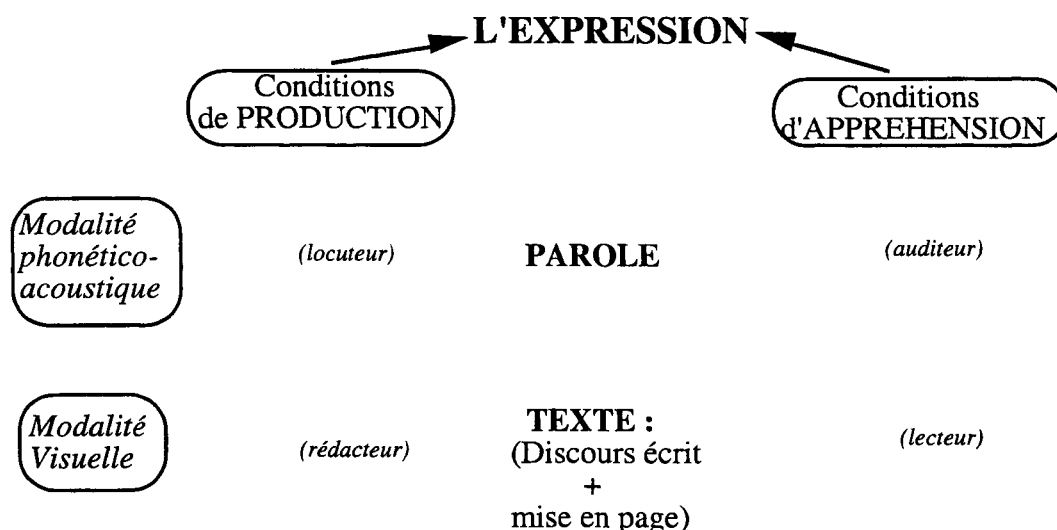 L'EXPRESSION
Conditions
de PRODUCTION
Conditions
d'APPREHENSION
Modalité
phonético-
acoustique
(locuteur)
PAROLE
(auditeur)
Modalité
Visuelle
(rédacteur)
TEXTE :
(Discours écrit
+
mise en page)
(lecteur)